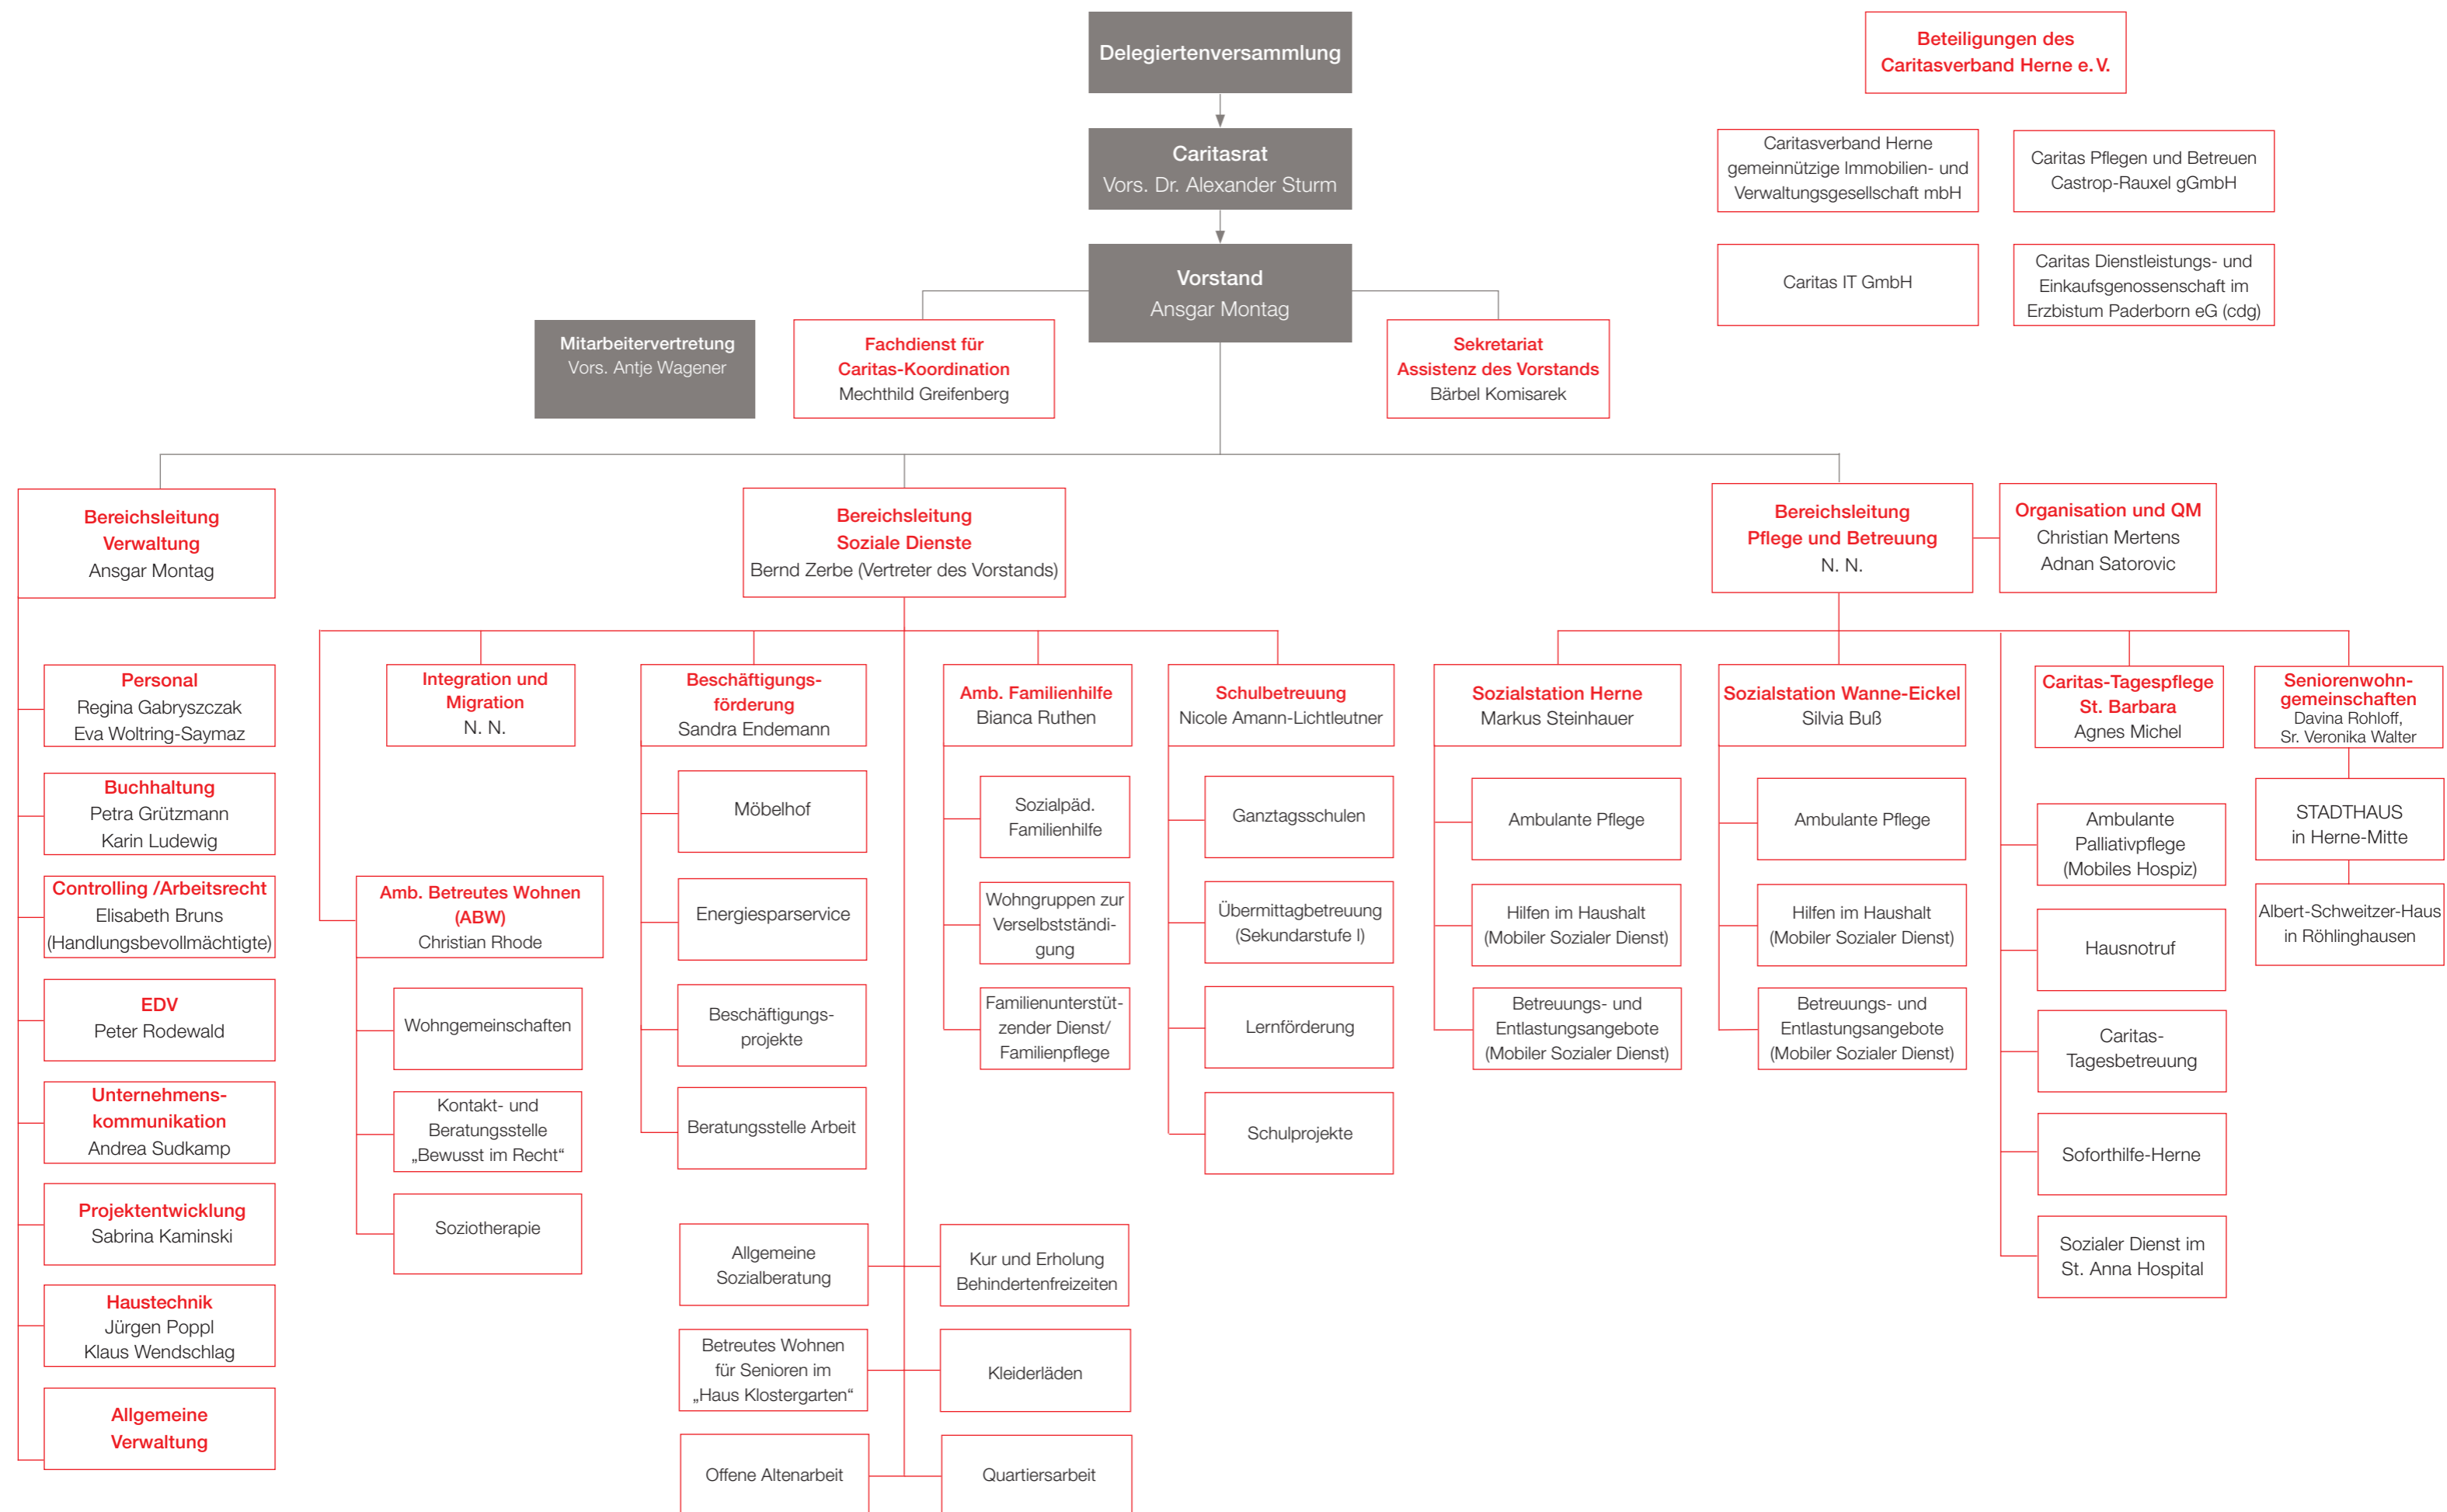 Delegiertenversammlung
Caritasrat
Vors. Dr. Alexander Sturm
Vorstand
Ansgar Montag
Beteiligungen des
Caritasverband Herne e. V.
Caritasverband Herne
gemeinnützige Immobilien- und
Verwaltungsgesellschaft mbH
Caritas Pflegen und Betreuen
Castrop-Rauxel gGmbH
Caritas IT GmbH
Caritas Dienstleistungs- und
Einkaufsgenossenschaft im
Erzbistum Paderborn eG (cdg)
Mitarbeitervertretung
Vors. Antje Wagener
Fachdienst für
Caritas-Koordination
Mechthild Greifenberg
Sekretariat
Assistenz des Vorstands
Bärbel Komisarek
Bereichsleitung
Verwaltung
Ansgar Montag
Personal
Regina Gabryszczak
Eva Woltring-Saymaz
Buchhaltung
Petra Grützmann
Karin Ludewig
Controlling /Arbeitsrecht
Elisabeth Bruns
(Handlungsbevollmächtigte)
EDV
Peter Rodewald
Unternehmens-
kommunikation
Andrea Sudkamp
Projektentwicklung
Sabrina Kaminski
Haustechnik
Jürgen Poppl
Klaus Wendschlag
Allgemeine
Verwaltung
Bereichsleitung
Soziale Dienste
Bernd Zerbe (Vertreter des Vorstands)
Amb. Betreutes Wohnen
(ABW)
Christian Rhode
Wohngemeinschaften
Kontakt- und
Beratungsstelle
„Bewusst im Recht“
Soziotherapie
Integration und
Migration
N. N.
Beschäftigungs-
förderung
Sandra Endemann
Möbelhof
Energiesparservice
Beschäftigungs-
projekte
Beratungsstelle Arbeit
Amb. Familienhilfe
Bianca Ruthen
Sozialpäd.
Familienhilfe
Wohngruppen zur
Verselbstständi-
gung
Familienunterstüt-
zender Dienst/
Familienpflege
Schulbetreuung
Nicole Amann-Lichtleutner
Ganztagsschulen
Übermittagbetreuung
(Sekundarstufe I)
Lernförderung
Schulprojekte
Allgemeine
Sozialberatung
Kur und Erholung
Behindertenfreizeiten
Betreutes Wohnen
für Senioren im
„Haus Klostergarten“
Kleiderläden
Offene Altenarbeit
Quartiersarbeit
Bereichsleitung
Pflege und Betreuung
N. N.
Organisation und QM
Christian Mertens
Adnan Satorovic
Sozialstation Herne
Markus Steinhauer
Ambulante Pflege
Hilfen im Haushalt
(Mobiler Sozialer Dienst)
Betreuungs- und
Entlastungsangebote
(Mobiler Sozialer Dienst)
Sozialstation Wanne-Eickel
Silvia Buß
Ambulante Pflege
Hilfen im Haushalt
(Mobiler Sozialer Dienst)
Betreuungs- und
Entlastungsangebote
(Mobiler Sozialer Dienst)
Caritas-Tagespflege
St. Barbara
Agnes Michel
Ambulante
Palliativpflege
(Mobiles Hospiz)
Hausnotruf
Caritas-
Tagesbetreuung
Soforthilfe-Herne
Sozialer Dienst im
St. Anna Hospital
Seniorenwohn-
gemeinschaften
Davina Rohloff,
Sr. Veronika Walter
STADTHAUS
in Herne-Mitte
Albert-Schweitzer-Haus
in Röhlinghausen